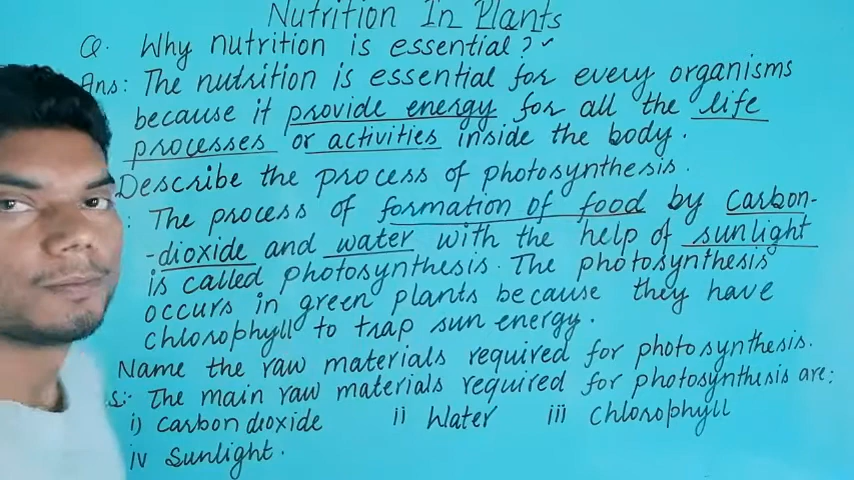 Nutrition In Plants
Q. Why nutrition is essential?
Ans: The nutrition is essential for every organisms
because it provide energy for all the life
processes or activities inside the body.
Describe the process of photosynthesis.
: The process of formation of food by Carbon-
-dioxide and water with the help of sunlight
is called photosynthesis. The photosynthesis
occurs in green plants because they have
chlorophyll to trap sun energy.
Name the raw materials required for photosynthesis.
s:- The main raw materials required for photosynthesis are:
i) Carbon dioxide ii Water iii Chlorophyll
iv Sunlight.